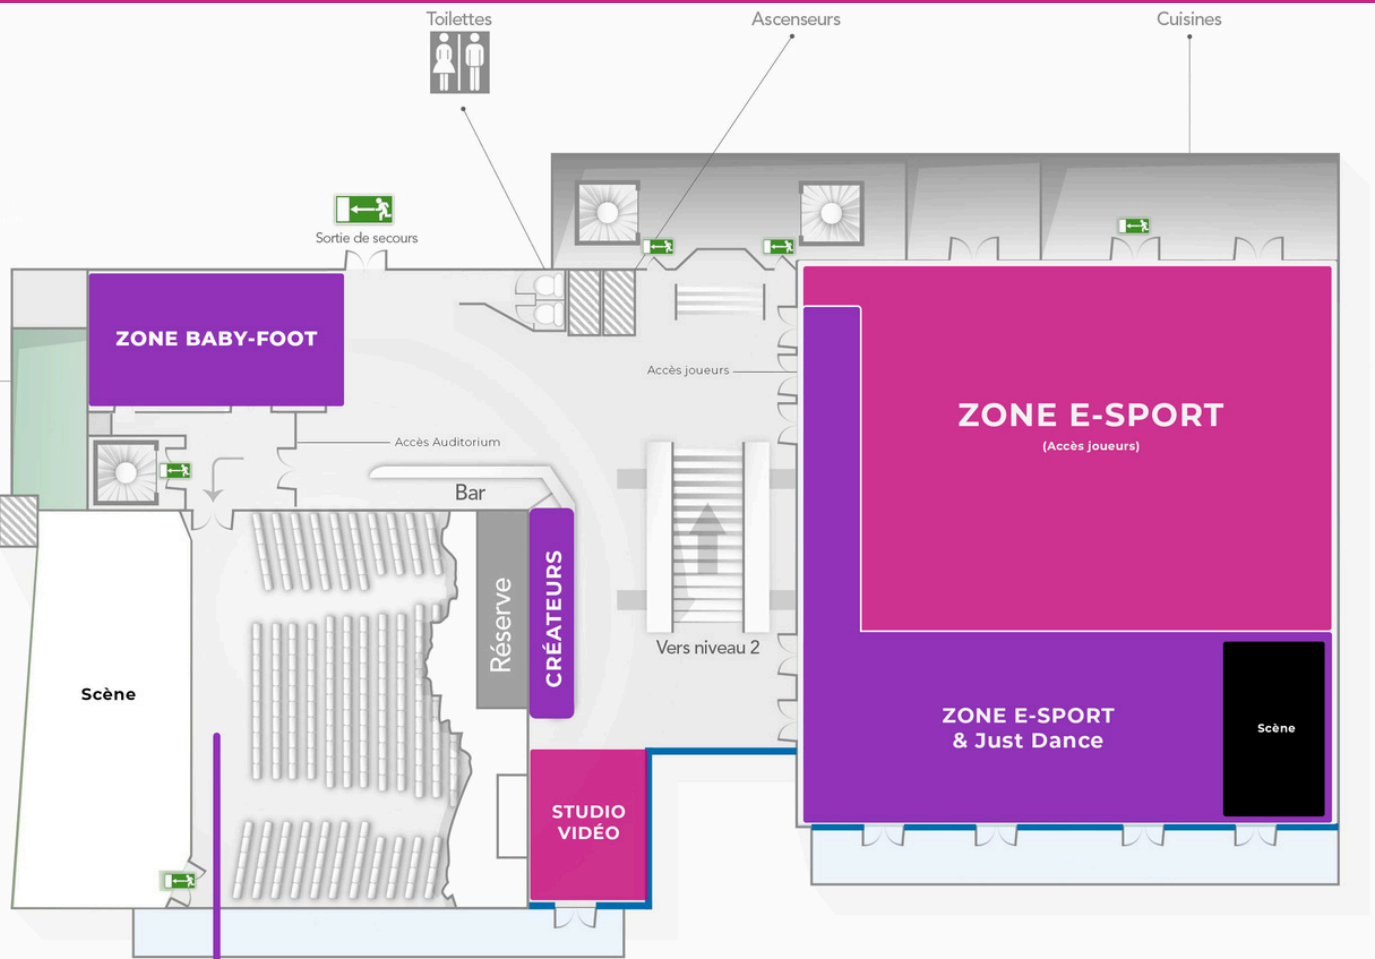 Toilettes
Ascenseurs
Cuisines
Sortie de secours
ZONE BABY-FOOT
Accès joueurs
ZONE E-SPORT
(Accès joueurs)
Accès Auditorium
Bar
Réserve
CRÉATEURS
Vers niveau 2
Scène
ZONE E-SPORT
& Just Dance
Scène
STUDIO
VIDÉO